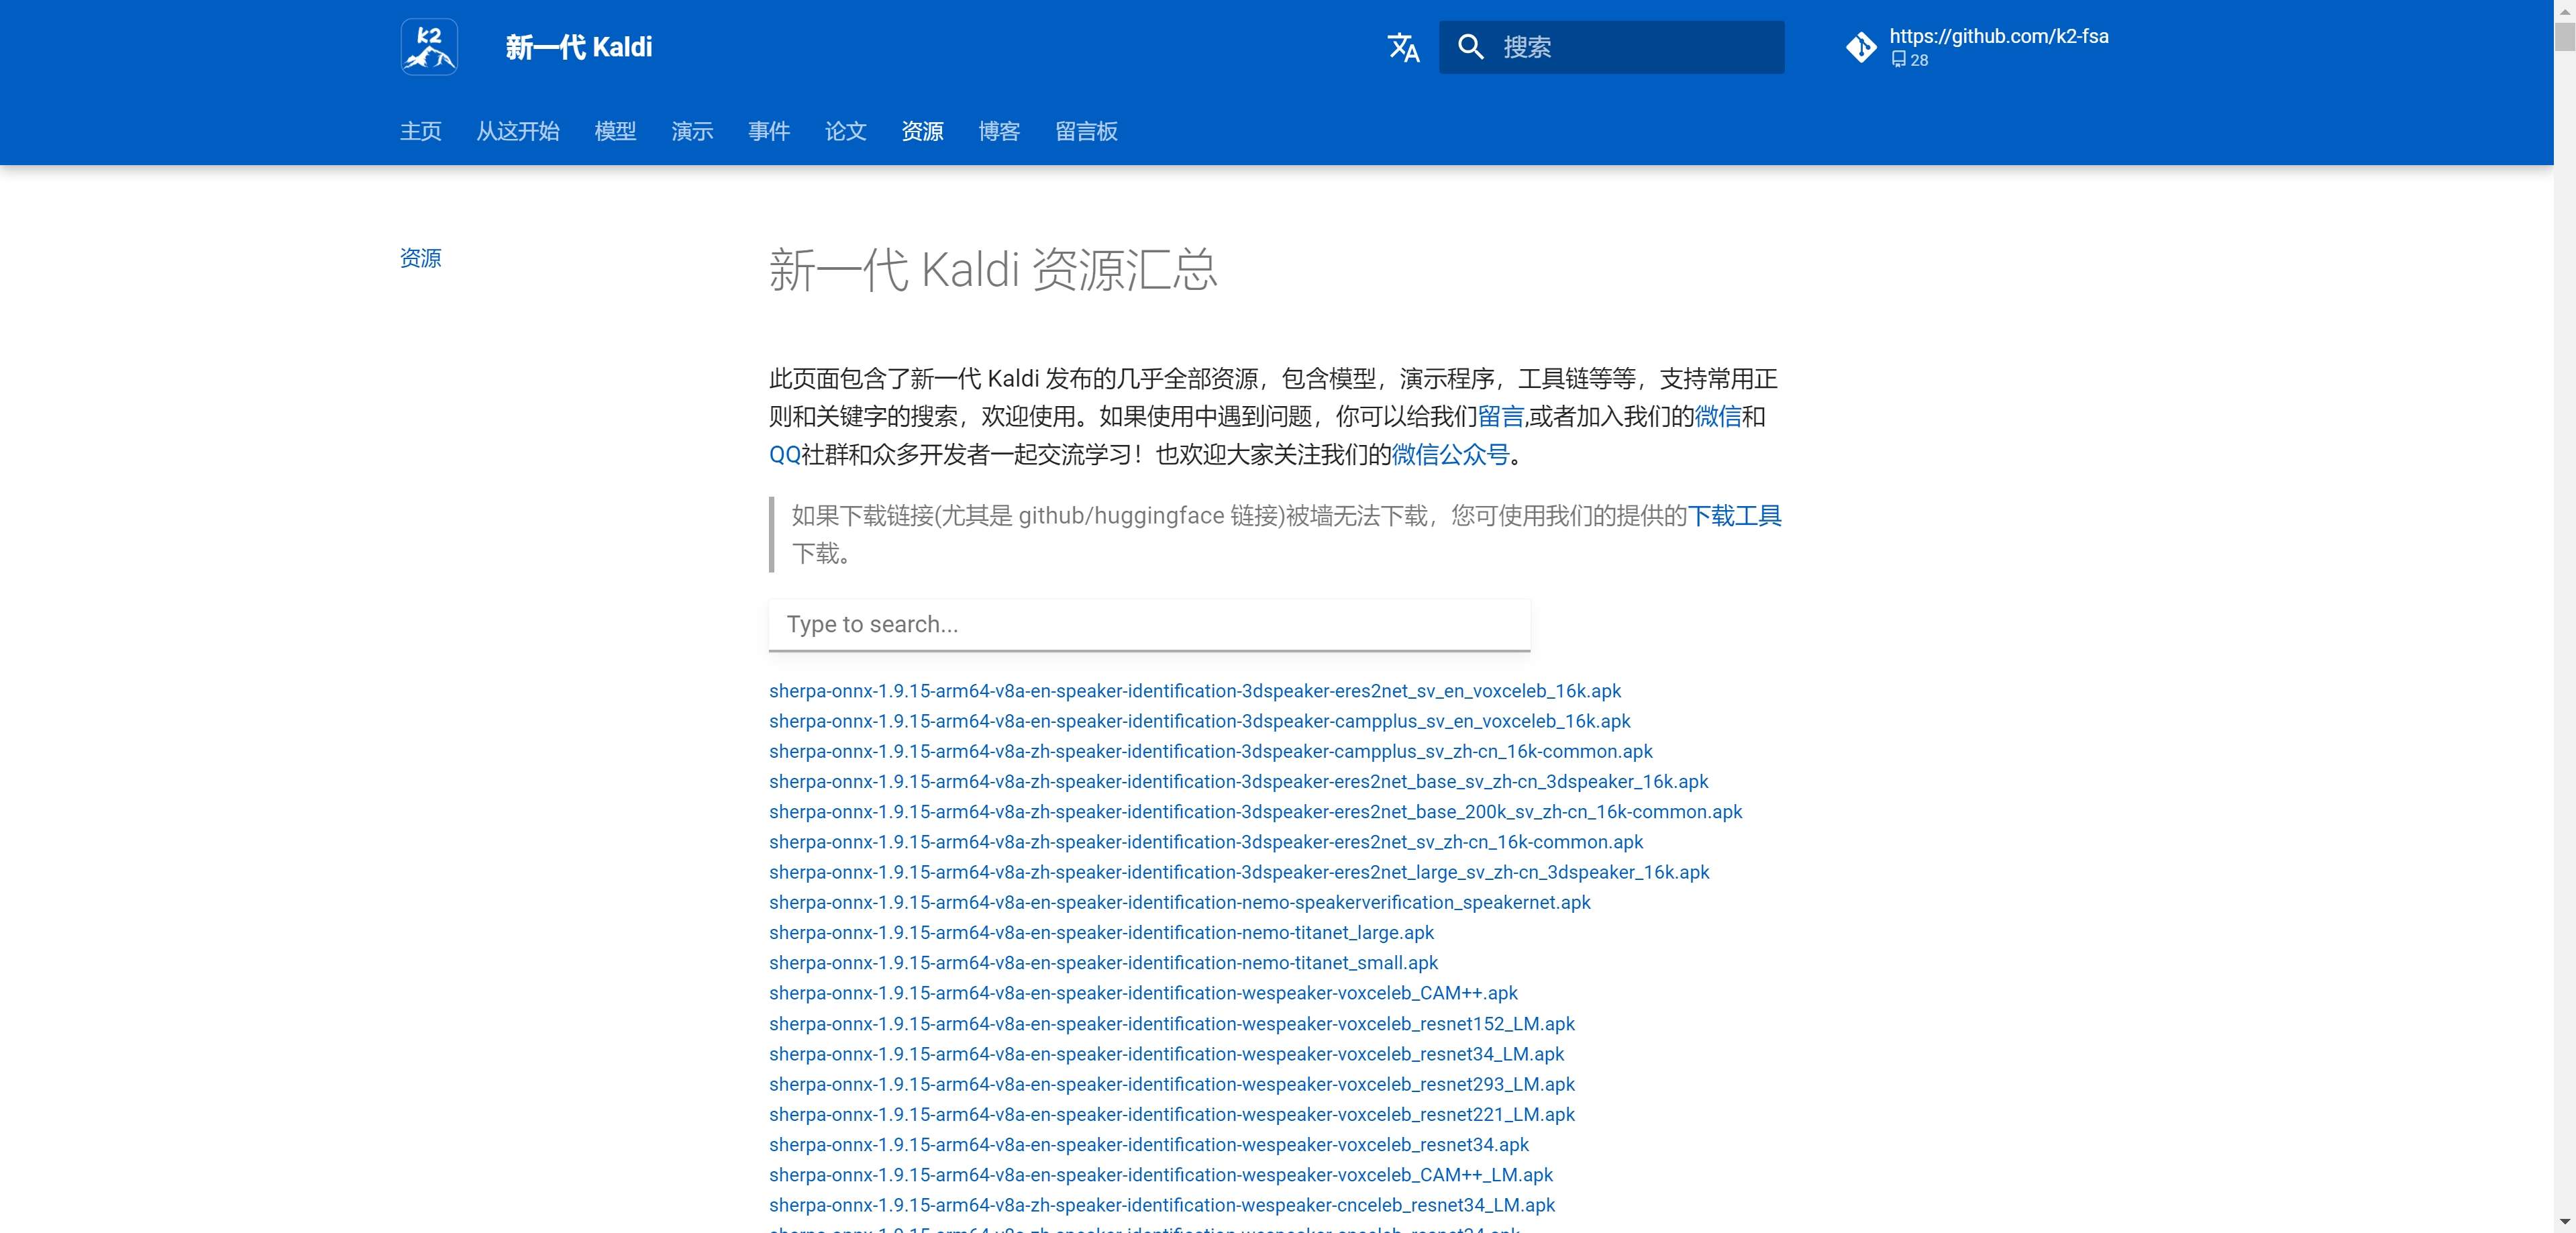 k2
新一代 Kaldi
搜索
https://github.com/k2-fsa
28
主页 从这开始 模型 演示 事件 论文 资源 博客 留言板
资源
新一代 Kaldi 资源汇总
此页面包含了新一代 Kaldi 发布的几乎全部资源，包含模型，演示程序，工具链等等，支持常用正
则和关键字的搜索，欢迎使用。如果使用中遇到问题，你可以给我们留言,或者加入我们的微信和
QQ社群和众多开发者一起交流学习！也欢迎大家关注我们的微信公众号。
如果下载链接(尤其是 github/huggingface 链接)被墙无法下载，您可使用我们的提供的下载工具
下载。
Type to search...
sherpa-onnx-1.9.15-arm64-v8a-en-speaker-identification-3dspeaker-eres2net_sv_en_voxceleb_16k.apk
sherpa-onnx-1.9.15-arm64-v8a-en-speaker-identification-3dspeaker-campplus_sv_en_voxceleb_16k.apk
sherpa-onnx-1.9.15-arm64-v8a-zh-speaker-identification-3dspeaker-campplus_sv_zh-cn_16k-common.apk
sherpa-onnx-1.9.15-arm64-v8a-zh-speaker-identification-3dspeaker-eres2net_base_sv_zh-cn_3dspeaker_16k.apk
sherpa-onnx-1.9.15-arm64-v8a-zh-speaker-identification-3dspeaker-eres2net_base_200k_sv_zh-cn_16k-common.apk
sherpa-onnx-1.9.15-arm64-v8a-zh-speaker-identification-3dspeaker-eres2net_sv_zh-cn_16k-common.apk
sherpa-onnx-1.9.15-arm64-v8a-zh-speaker-identification-3dspeaker-eres2net_large_sv_zh-cn_3dspeaker_16k.apk
sherpa-onnx-1.9.15-arm64-v8a-en-speaker-identification-nemo-speakerverification_speakernet.apk
sherpa-onnx-1.9.15-arm64-v8a-en-speaker-identification-nemo-titanet_large.apk
sherpa-onnx-1.9.15-arm64-v8a-en-speaker-identification-nemo-titanet_small.apk
sherpa-onnx-1.9.15-arm64-v8a-en-speaker-identification-wespeaker-voxceleb_CAM++.apk
sherpa-onnx-1.9.15-arm64-v8a-en-speaker-identification-wespeaker-voxceleb_resnet152_LM.apk
sherpa-onnx-1.9.15-arm64-v8a-en-speaker-identification-wespeaker-voxceleb_resnet34_LM.apk
sherpa-onnx-1.9.15-arm64-v8a-en-speaker-identification-wespeaker-voxceleb_resnet293_LM.apk
sherpa-onnx-1.9.15-arm64-v8a-en-speaker-identification-wespeaker-voxceleb_resnet221_LM.apk
sherpa-onnx-1.9.15-arm64-v8a-en-speaker-identification-wespeaker-voxceleb_resnet34.apk
sherpa-onnx-1.9.15-arm64-v8a-en-speaker-identification-wespeaker-voxceleb_CAM++_LM.apk
sherpa-onnx-1.9.15-arm64-v8a-zh-speaker-identification-wespeaker-cnceleb_resnet34_LM.apk